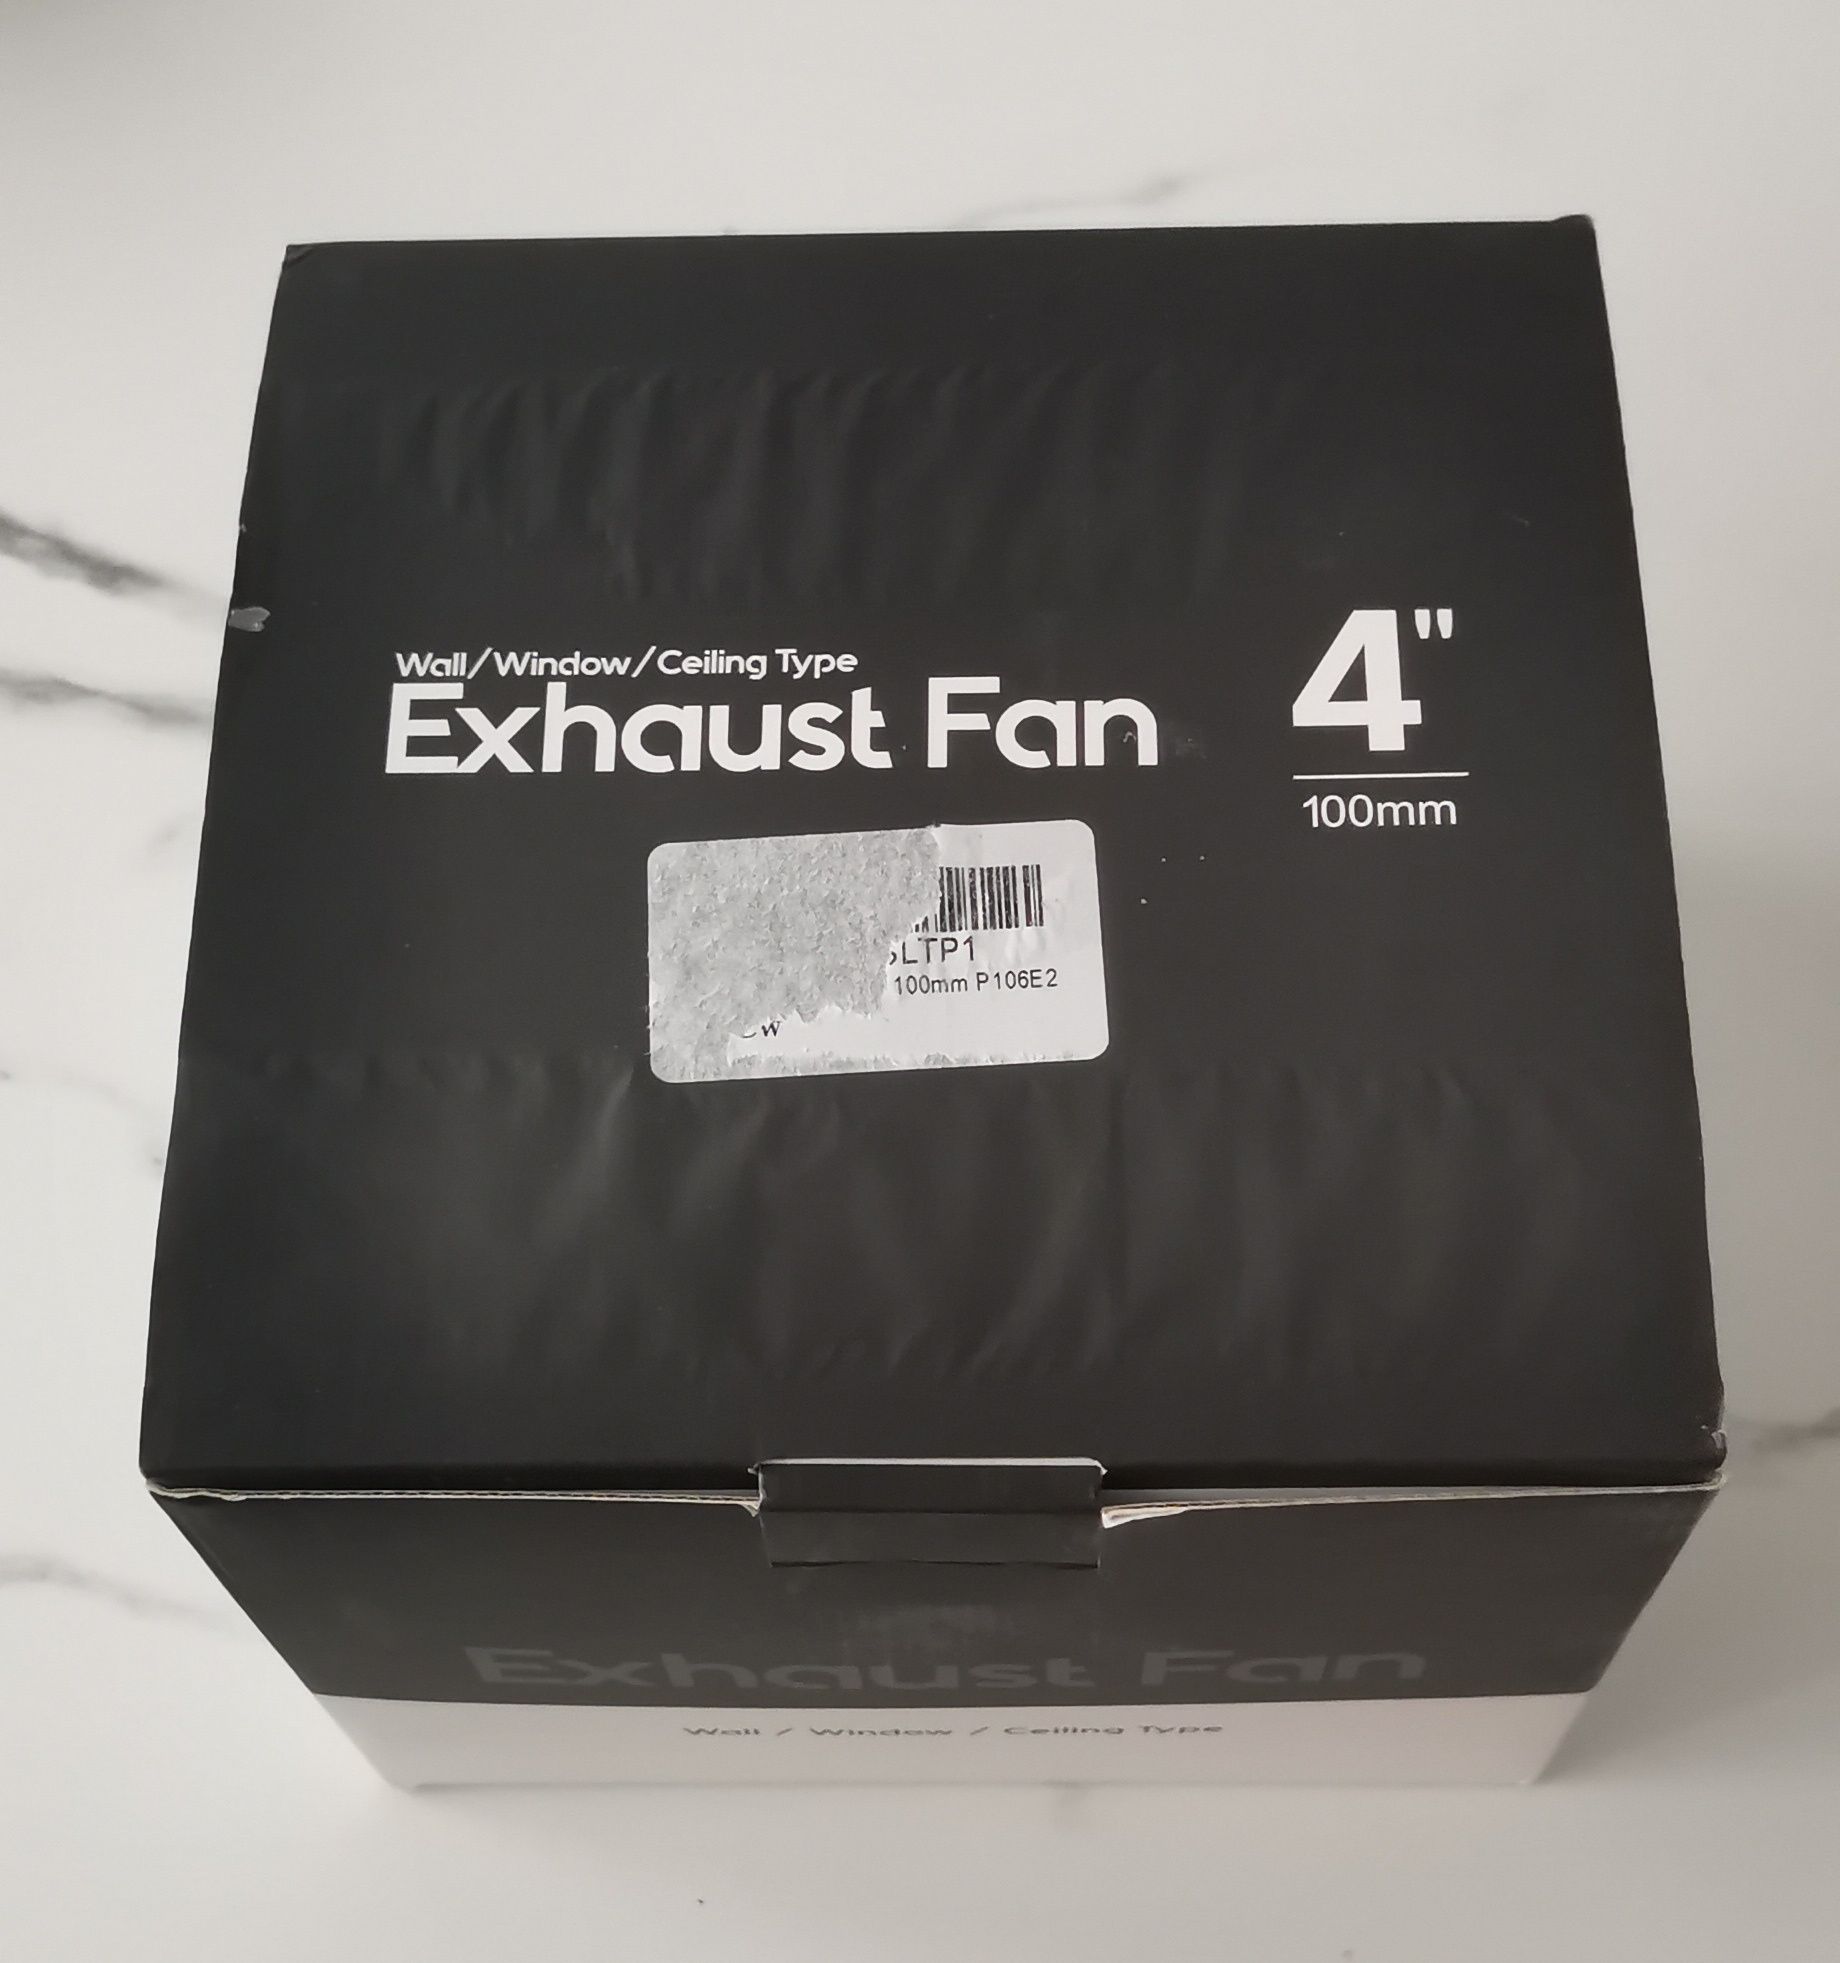 Wall/Window/Ceiling Type
Exhaust Fan
4"
100mm
LTP1
100mm P106E2
Exhaust Fan
Wall / Window / Ceiling Type